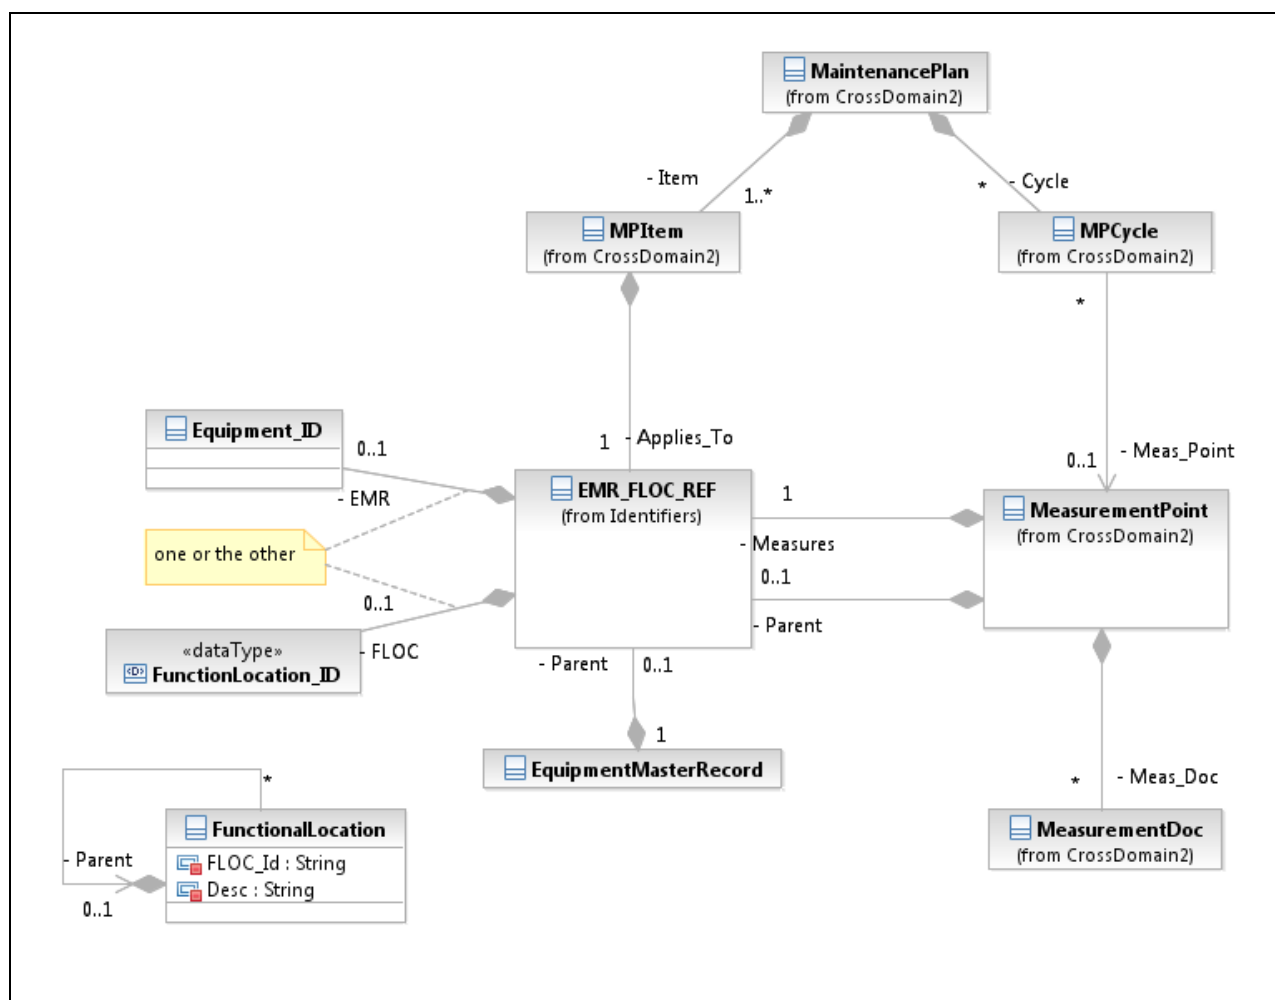 MaintenancePlan
(from CrossDomain2)
- Item
1..*
*
- Cycle
MPItem
(from CrossDomain2)
MPCycle
(from CrossDomain2)
*
Equipment_ID
0..1
- EMR
1
- Applies_To
0..1
- Meas_Point
EMR_FLOC_REF
(from Identifiers)
1
- Measures
MeasurementPoint
(from CrossDomain2)
one or the other
0..1
- Parent
0..1
- FLOC
«dataType»
<D> FunctionLocation_ID
- Parent
0..1
1
EquipmentMasterRecord
*
- Meas_Doc
MeasurementDoc
(from CrossDomain2)
*
FunctionalLocation
FLOC_Id : String
Desc : String
- Parent
0..1